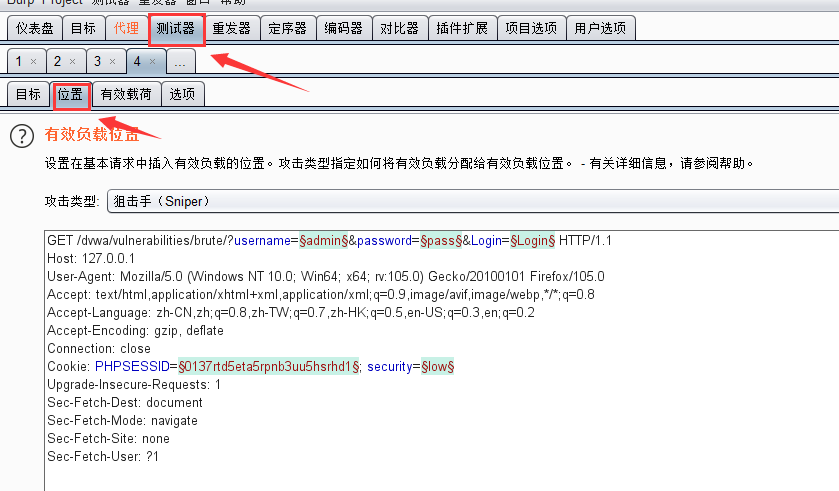 Burp Project 测试器 重发器 窗口 帮助
仪表盘 目标 代理 测试器 重发器 定序器 编码器 对比器 插件扩展 项目选项 用户选项
1 × 2 × 3 × 4 × ...
目标 位置 有效载荷 选项
? 有效负载位置
设置在基本请求中插入有效负载的位置。攻击类型指定如何将有效负载分配给有效负载位置。 - 有关详细信息，请参阅帮助。
攻击类型: 狙击手（Sniper）
GET /dvwa/vulnerabilities/brute/?username=§admin§&password=§pass§&Login=§Login§ HTTP/1.1
Host: 127.0.0.1
User-Agent: Mozilla/5.0 (Windows NT 10.0; Win64; x64; rv:105.0) Gecko/20100101 Firefox/105.0
Accept: text/html,application/xhtml+xml,application/xml;q=0.9,image/avif,image/webp,*/*;q=0.8
Accept-Language: zh-CN,zh;q=0.8,zh-TW;q=0.7,zh-HK;q=0.5,en-US;q=0.3,en;q=0.2
Accept-Encoding: gzip, deflate
Connection: close
Cookie: PHPSESSID=§0137rtd5eta5rpnb3uu5hsrhd1§; security=§low§
Upgrade-Insecure-Requests: 1
Sec-Fetch-Dest: document
Sec-Fetch-Mode: navigate
Sec-Fetch-Site: none
Sec-Fetch-User: ?1